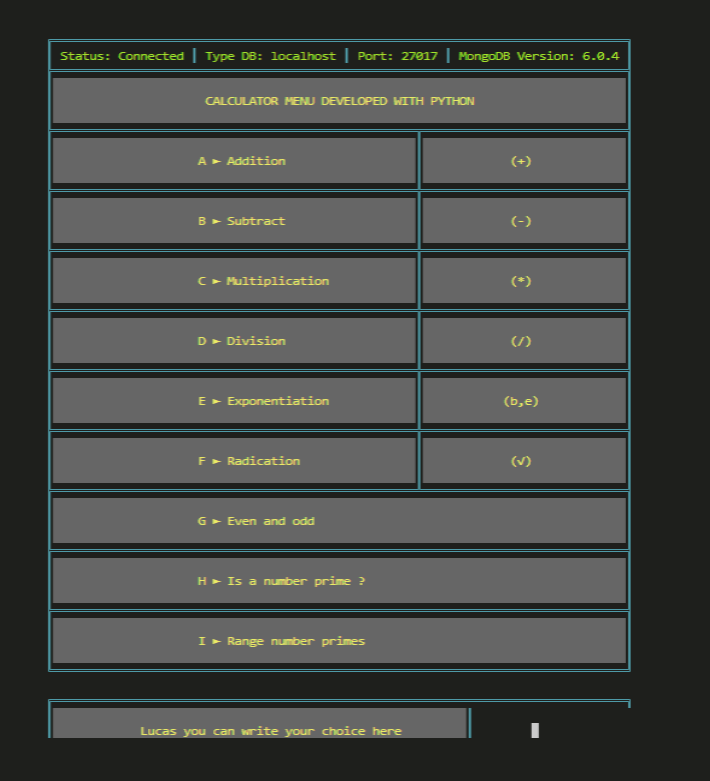 Status: Connected | Type DB: localhost | Port: 27017 | MongoDB Version: 6.0.4
CALCULATOR MENU DEVELOPED WITH PYTHON
A ► Addition (+)
B ► Subtract (-)
C ► Multiplication (*)
D ► Division (/)
E ► Exponentiation (b,e)
F ► Radication (√)
G ► Even and odd
H ► Is a number prime ?
I ► Range number primes
Lucas you can write your choice here